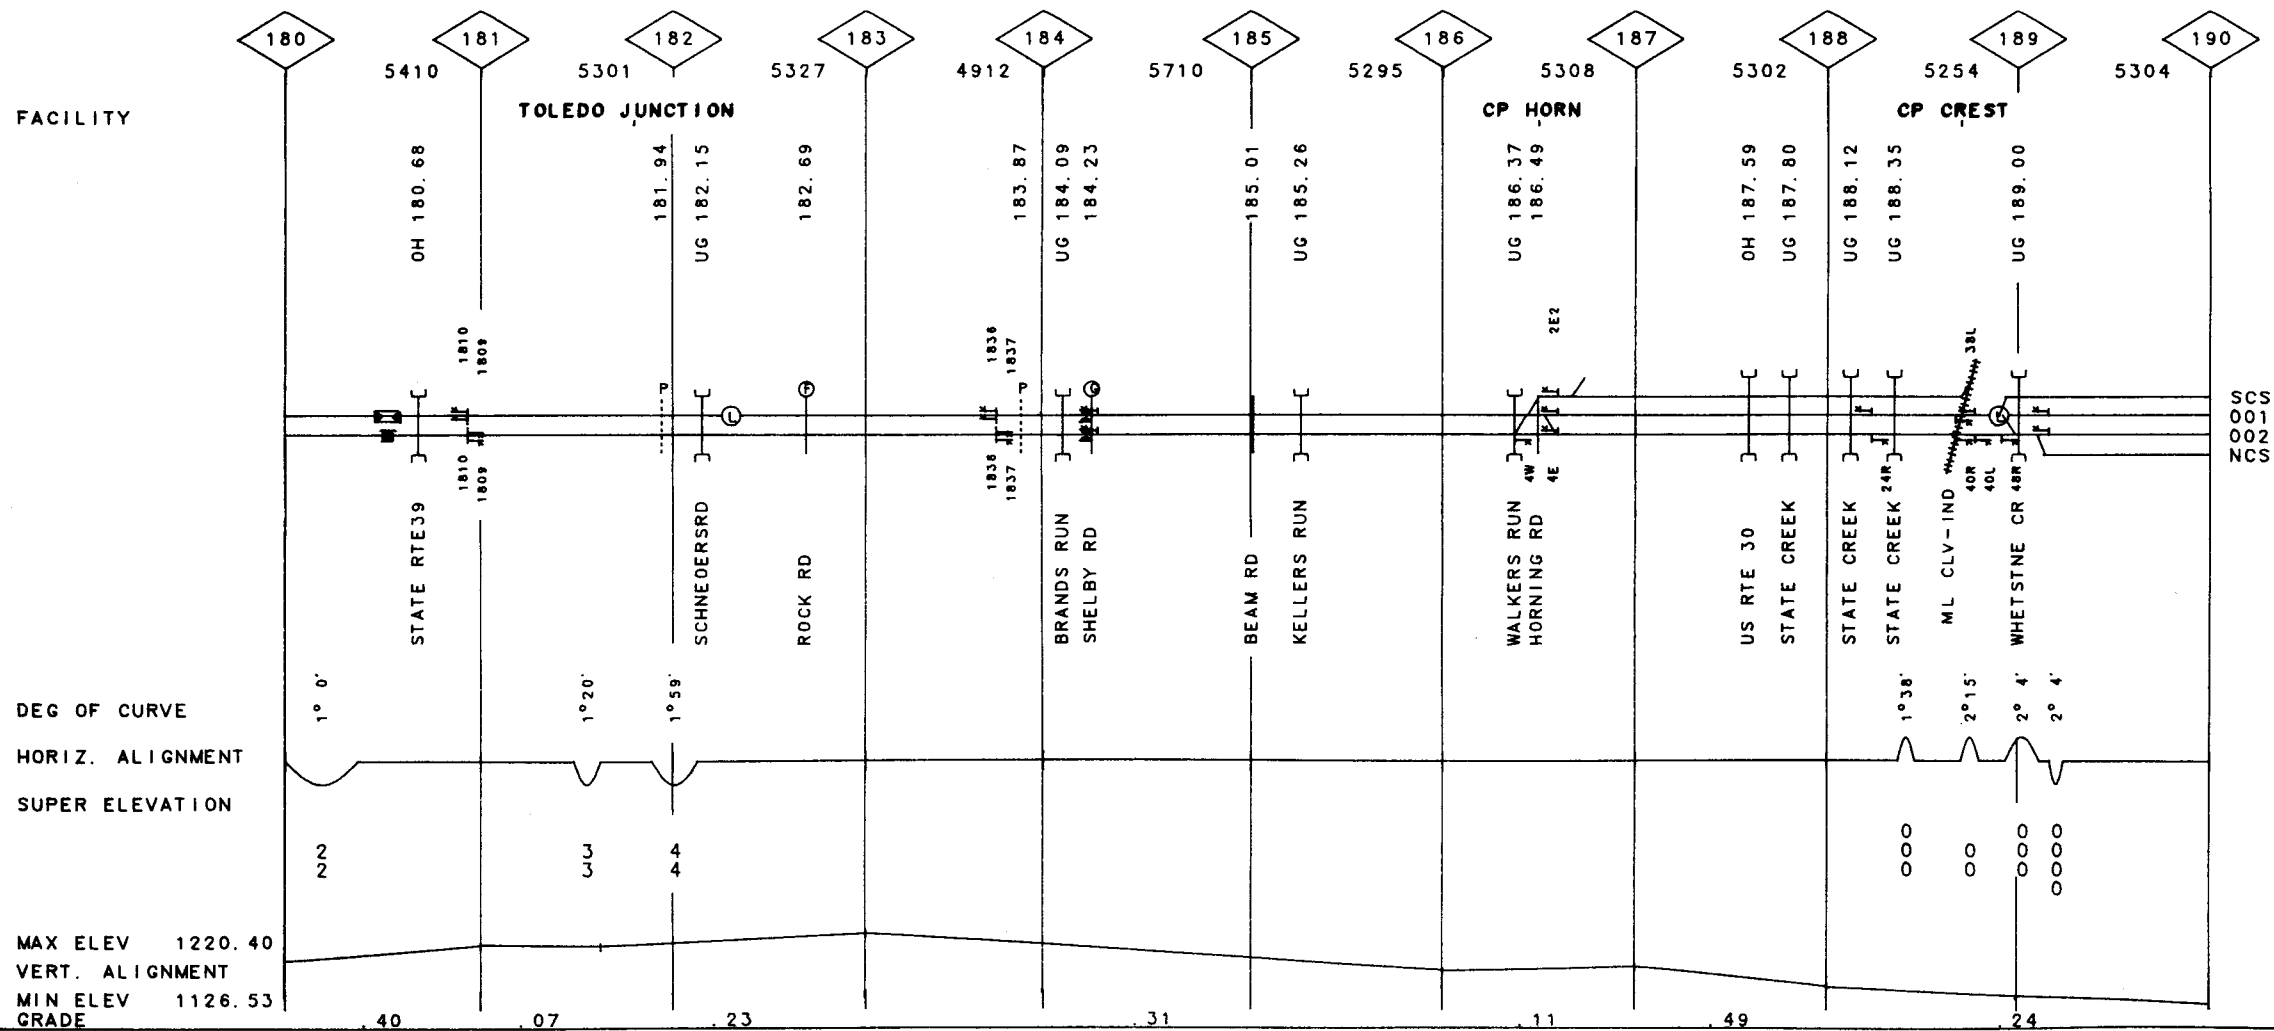 180 181 182 183 184 185 186 187 188 189 190
5410 5301 5327 4912 5710 5295 5308 5302 5254 5304
FACILITY
TOLEDO JUNCTION
CP HORN
CP CREST
OH 180.68
181.94
UG 182.15
182.69
183.87
UG 184.09
184.23
185.01
UG 185.26
UG 186.37
186.49
OH 187.59
UG 187.80
UG 188.12
UG 188.35
UG 189.00
1810
1809
1836
1837
2E2
38L
P
L
F
P
G
SCS
001
002
NCS
1810
1809
1838
1837
4W
4E
24R
40R
40L
48R
STATE RTE39
SCHNEOERSRD
ROCK RD
BRANDS RUN
SHELBY RD
BEAM RD
KELLERS RUN
WALKERS RUN
HORNING RD
US RTE 30
STATE CREEK
STATE CREEK
STATE CREEK
ML CLV-IND
WHETSTNE CR
DEG OF CURVE
1° 0'
1°20'
1°59'
1°38'
2°15'
2° 4'
2° 4'
HORIZ. ALIGNMENT
SUPER ELEVATION
0 0 0
2 3 4 0 0 0 0
2 3 4 0 0 0 0
0
MAX ELEV 1220.40
VERT. ALIGNMENT
MIN ELEV 1126.53
GRADE .40 .07 .23 .31 .11 .49 .24